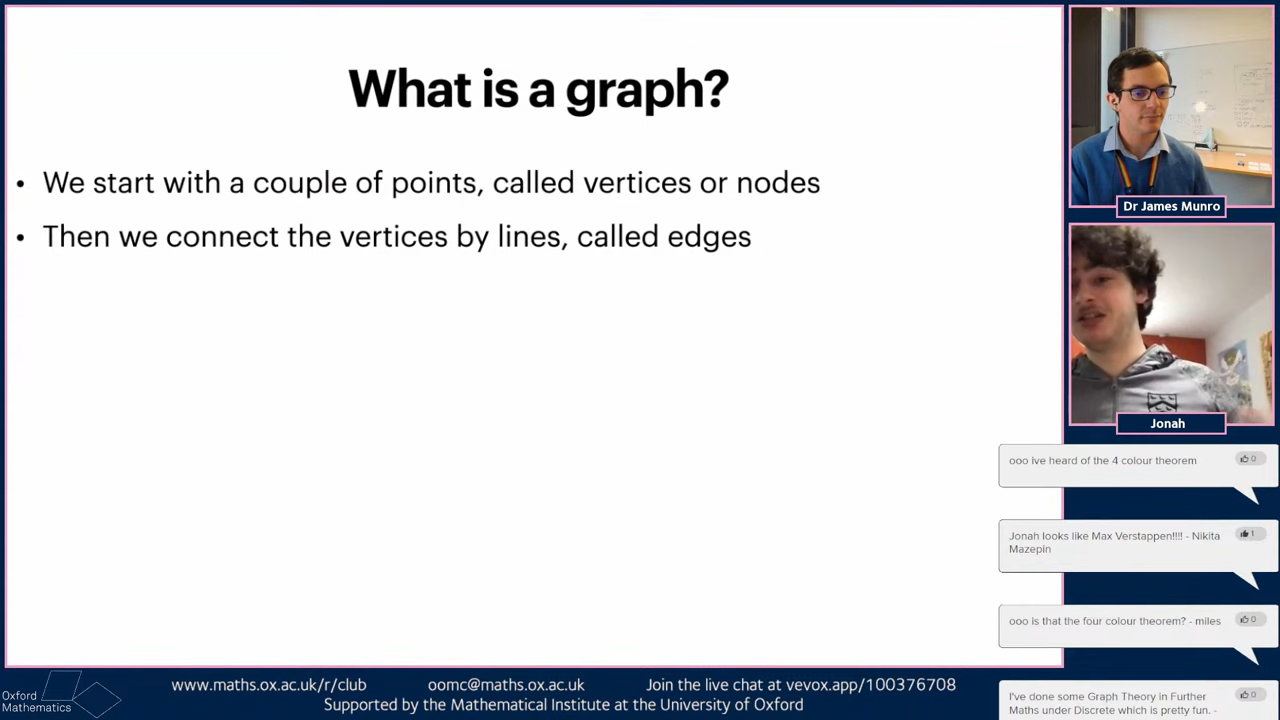 What is a graph?
• We start with a couple of points, called vertices or nodes
• Then we connect the vertices by lines, called edges
Dr James Munro
Jonah
ooo ive heard of the 4 colour theorem
0
Jonah looks like Max Verstappen!!!! - Nikita
Mazepin
1
ooo is that the four colour theorem? - miles
0
I've done some Graph Theory in Further
Maths under Discrete which is pretty fun. -
0
Oxford
Mathematics
www.maths.ox.ac.uk/r/club oomc@maths.ox.ac.uk Join the live chat at vevox.app/100376708
Supported by the Mathematical Institute at the University of Oxford